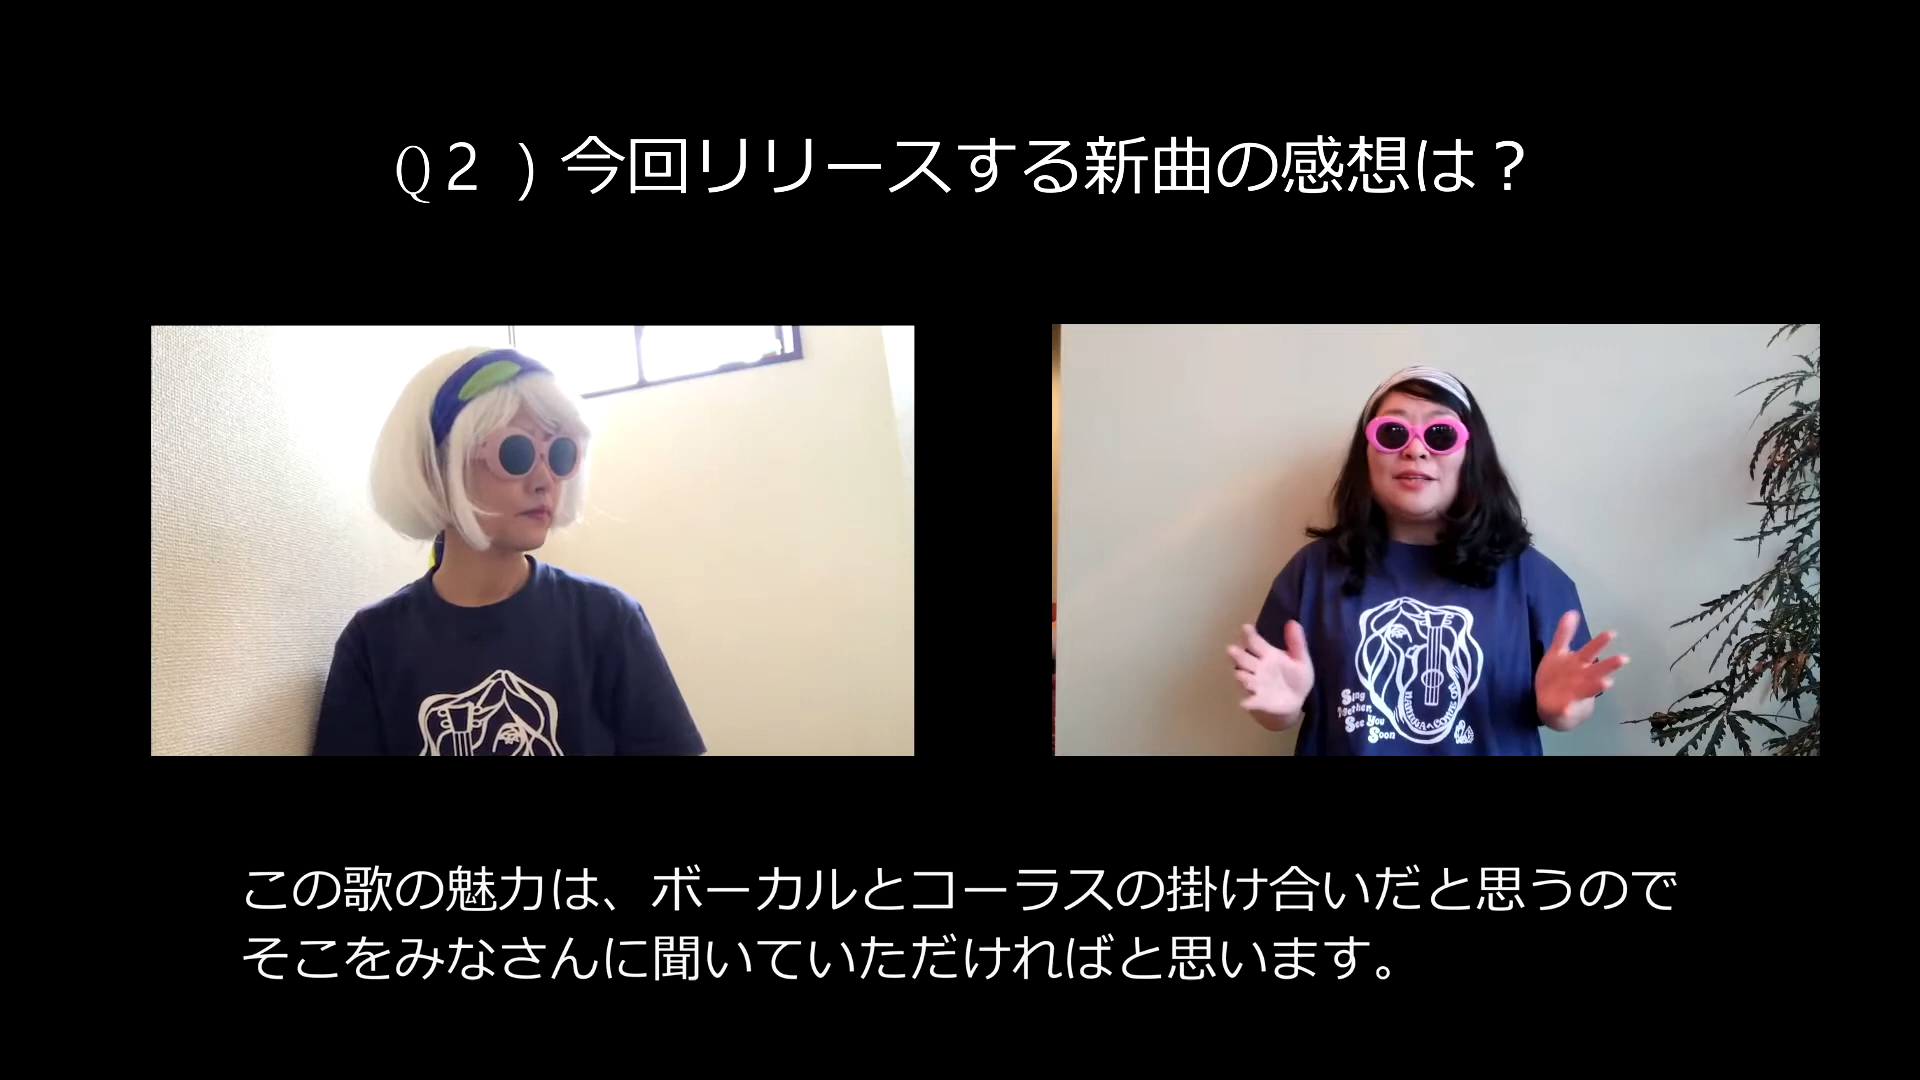 Q２）今回リリースする新曲の感想は？
Sing
Together,
See You
Soon
この歌の魅力は、ボーカルとコーラスの掛け合いだと思うので
そこをみなさんに聞いていただければと思います。